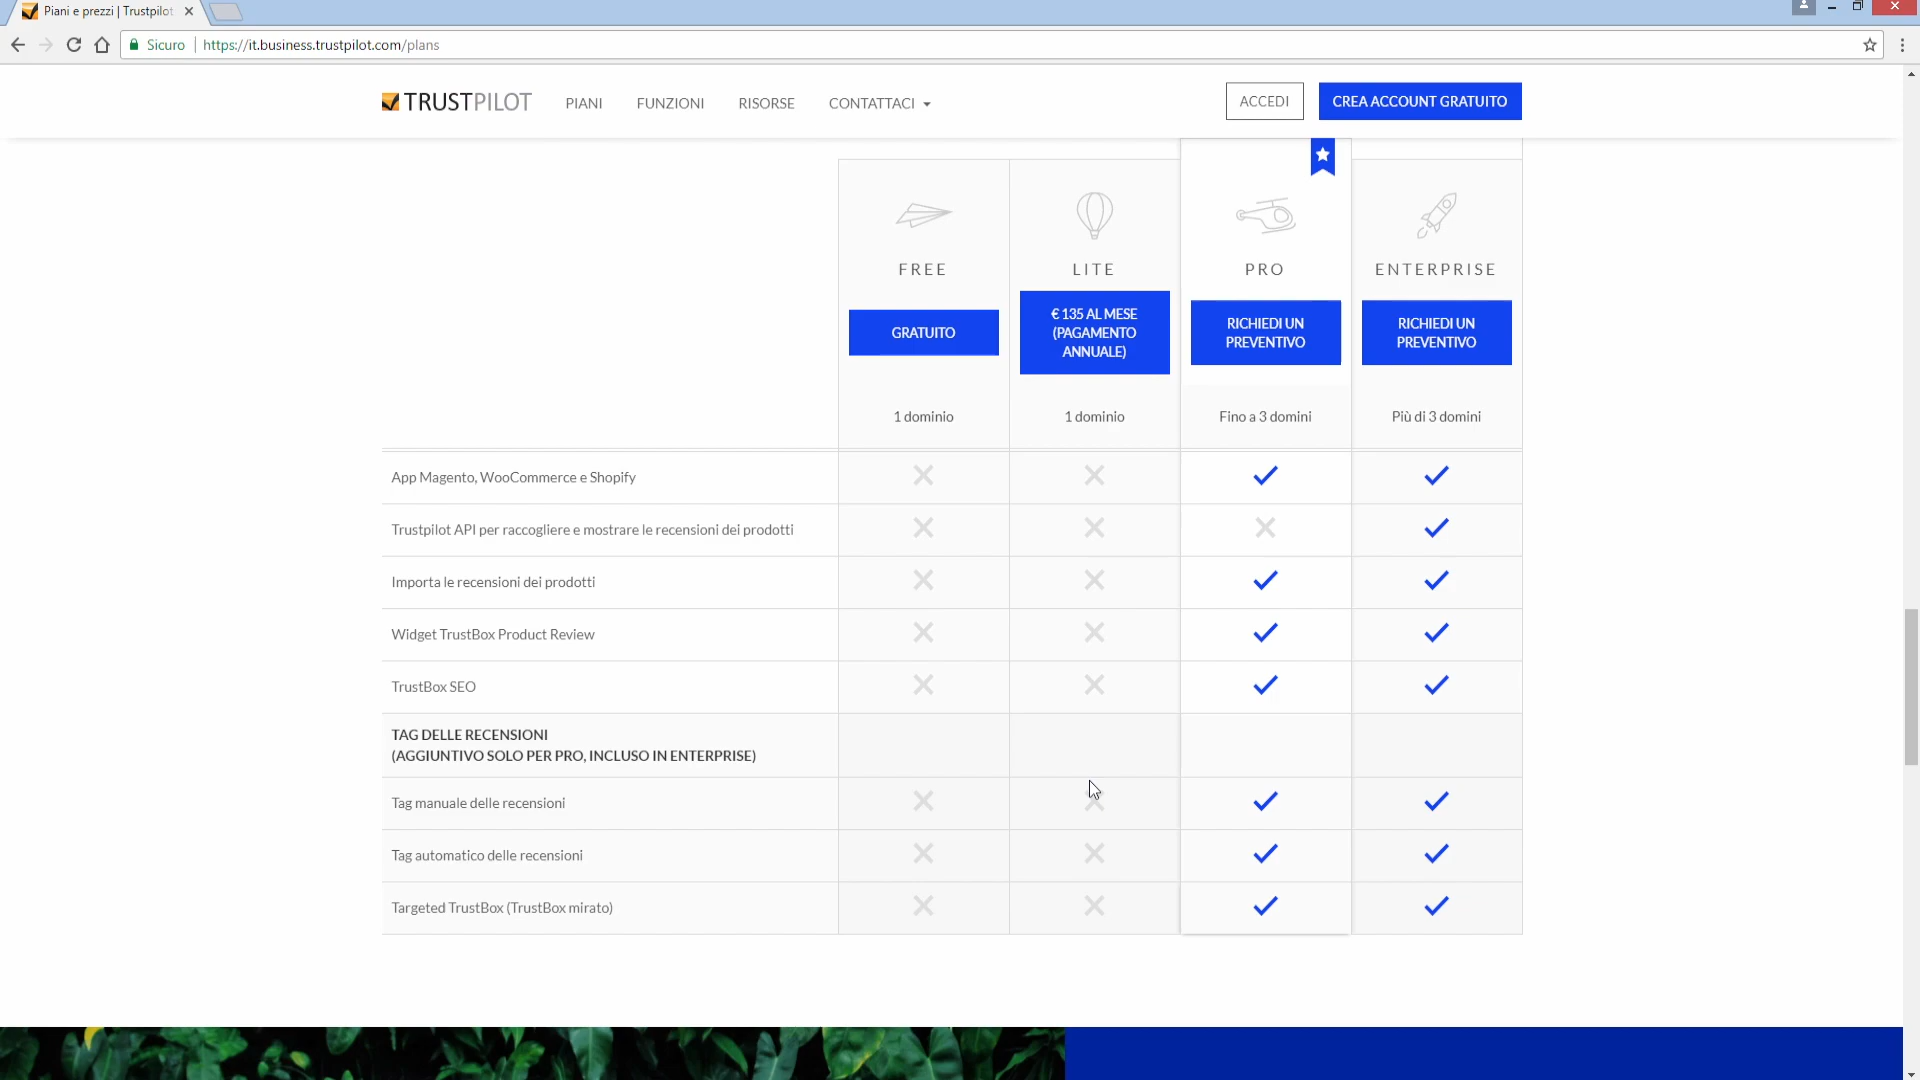 Piani e prezzi | Trustpilot
Sicuro
https://it.business.trustpilot.com/plans
TRUSTPILOT
PIANI
FUNZIONI
RISORSE
CONTATTACI
ACCEDI
CREA ACCOUNT GRATUITO
FREE
LITE
PRO
ENTERPRISE
GRATUITO
€ 135 AL MESE
(PAGAMENTO
ANNUALE)
RICHIEDI UN
PREVENTIVO
RICHIEDI UN
PREVENTIVO
1 dominio
1 dominio
Fino a 3 domini
Più di 3 domini
App Magento, WooCommerce e Shopify
Trustpilot API per raccogliere e mostrare le recensioni dei prodotti
Importa le recensioni dei prodotti
Widget TrustBox Product Review
TrustBox SEO
TAG DELLE RECENSIONI
(AGGIUNTIVO SOLO PER PRO, INCLUSO IN ENTERPRISE)
Tag manuale delle recensioni
Tag automatico delle recensioni
Targeted TrustBox (TrustBox mirato)